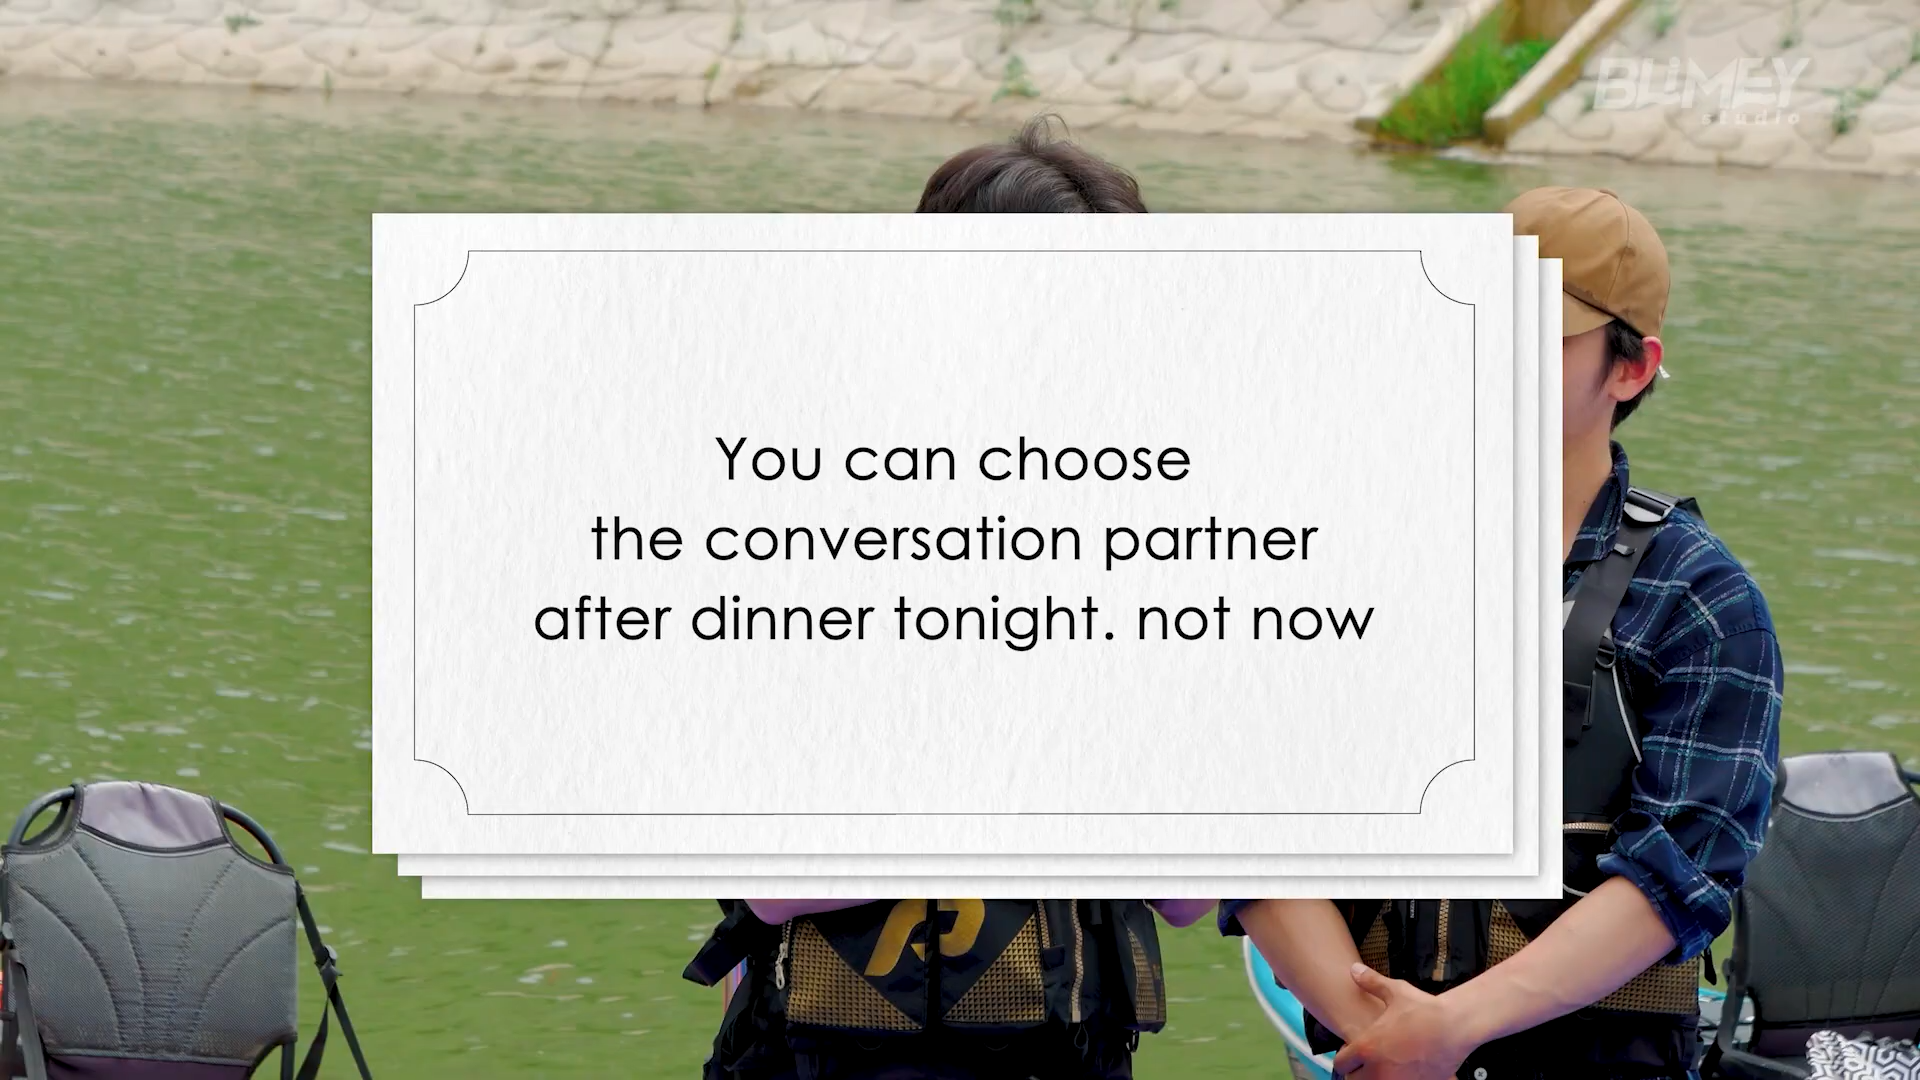 BLiMEY
studio
You can choose
the conversation partner
after dinner tonight. not now